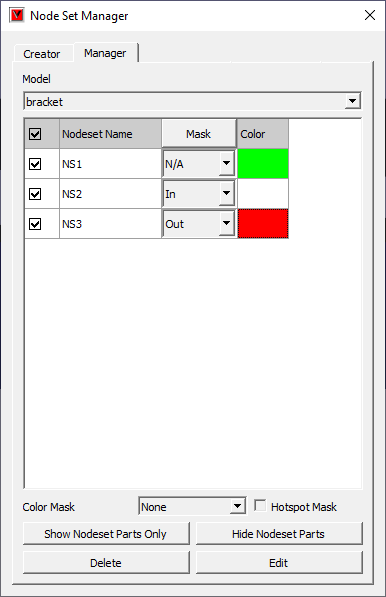 Node Set Manager
Creator Manager
Model
bracket
Nodeset Name Mask Color
NS1 N/A
NS2 In
NS3 Out
Color Mask None Hotspot Mask
Show Nodeset Parts Only Hide Nodeset Parts
Delete Edit